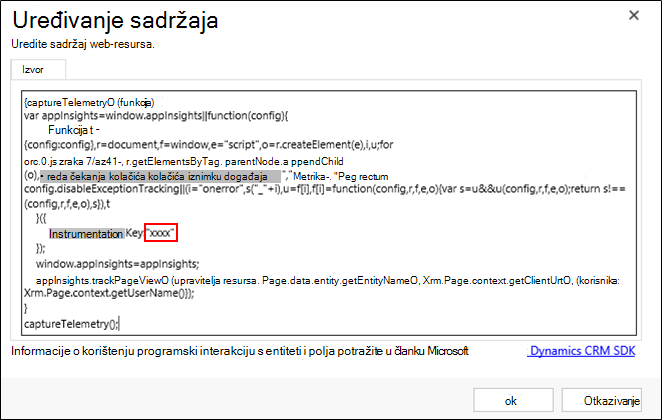 Uređivanje sadržaja
Uredite sadržaj web-resursa.
Izvor
{captureTelemetryO (funkcija)
var appInsights=window.appInsights||function(config){
Funkcija t -
{config:config},r=document,f=window,e="script",o=r.createElement(e),i,u;for
orc.0.js zraka 7/az41-, r.getElementsByTag. parentNode.a ppendChild
(o),• reda čekanja kolačića kolačića iznimku događaja ","Metrika-. "Peg rectum
config.disableExceptionTracking||(i="onerror",s("_"+i),u=f[i],f[i]=function(config,r,f,e,o){var s=u&&u(config,r,f,e,o);return s!==
(config,r,f,e,o),s}),t
}({
Instrumentation Key:"xxxx"
});
window.appInsights=appInsights;
appInsights.trackPageViewO (upravitelja resursa. Page.data.entity.getEntityNameO, Xrm.Page.context.getClientUrtO, (korisnika:
Xrm.Page.context.getUserName()});
}
captureTelemetry();
Informacije o korištenju programski interakciju s entiteti i polja potražite u članku Microsoft Dynamics CRM SDK
ok Otkazivanje